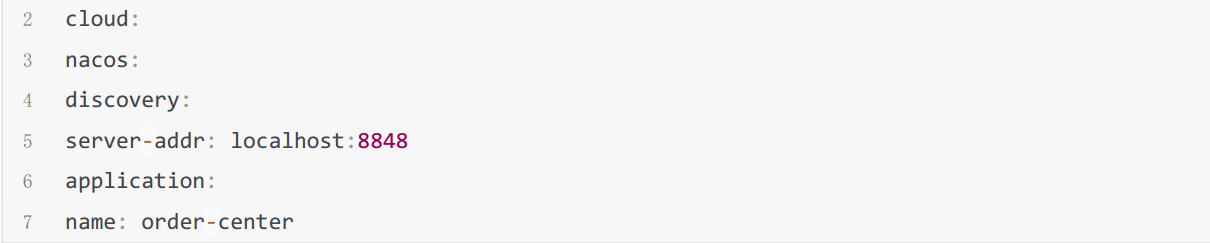 2 cloud:
3 nacos:
4 discovery:
5 server-addr: localhost:8848
6 application:
7 name: order-center